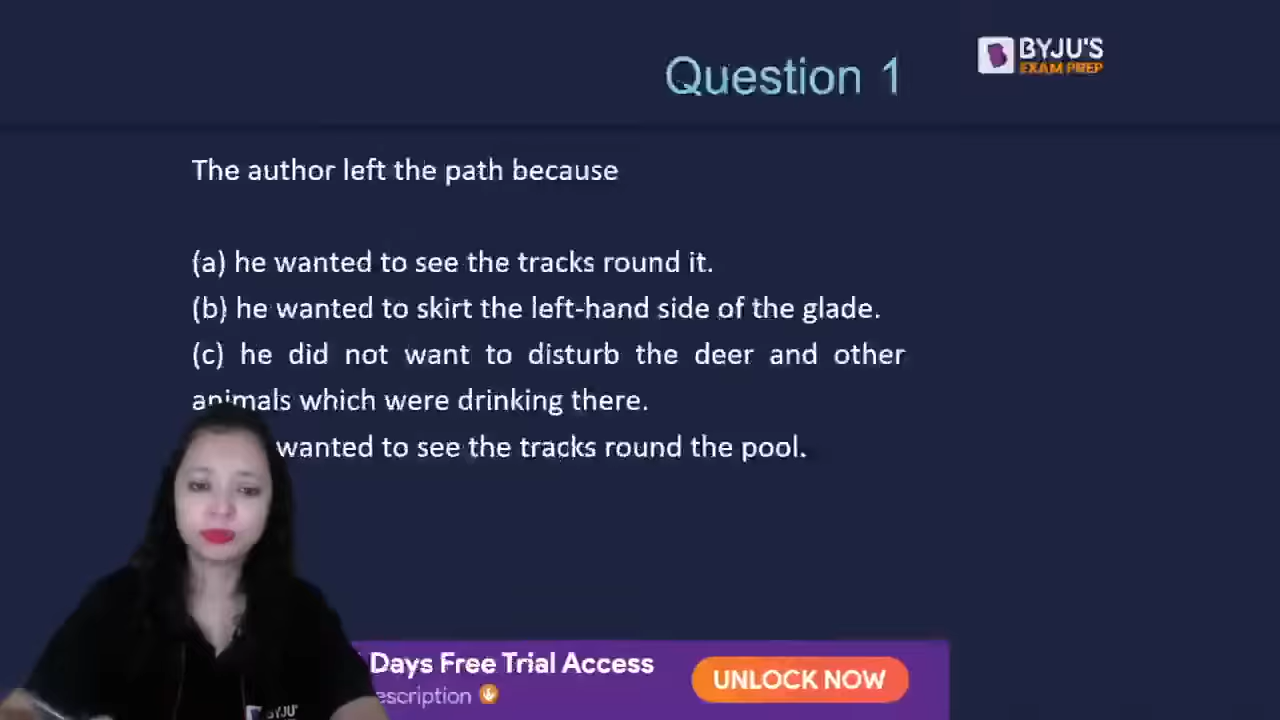 Question 1
BYJU'S
EXAM PREP
The author left the path because
(a) he wanted to see the tracks round it.
(b) he wanted to skirt the left-hand side of the glade.
(c) he did not want to disturb the deer and other
animals which were drinking there.
wanted to see the tracks round the pool.
Days Free Trial Access
UNLOCK NOW
BYJU'